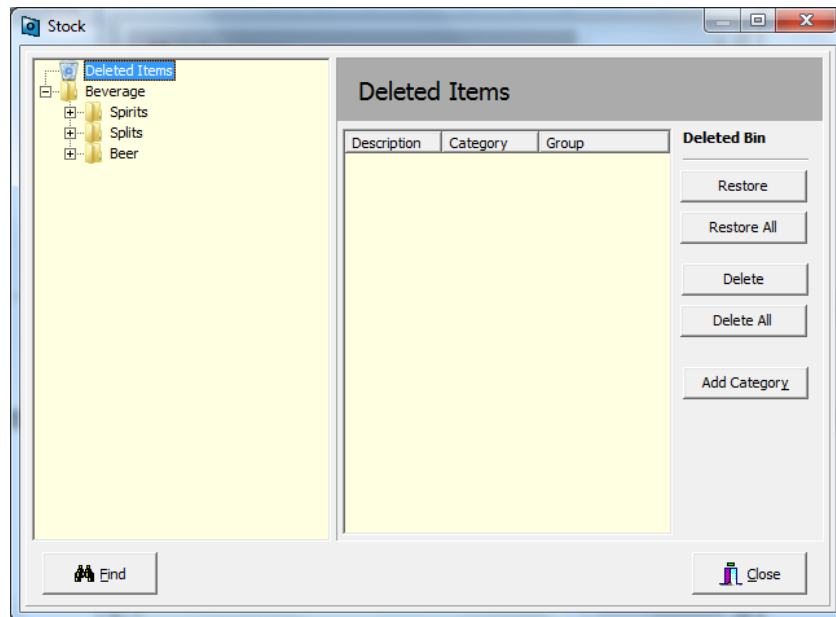 Stock
Deleted Items
Beverage
Spirits
Splits
Beer
Deleted Items
Description Category Group
Deleted Bin
Restore
Restore All
Delete
Delete All
Add Category
Find
Close